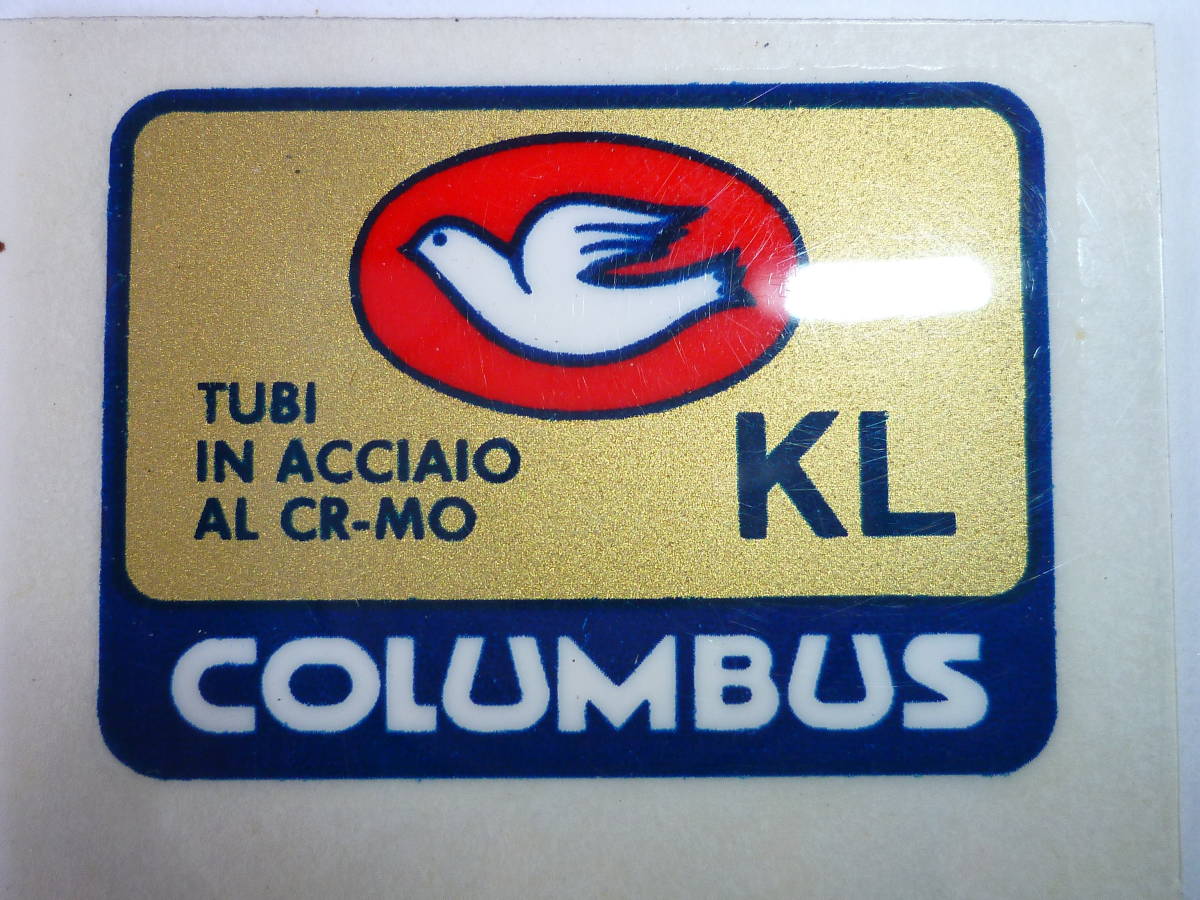 TUBI
IN ACCIAIO
AL CR-MO
KL
COLUMBUS